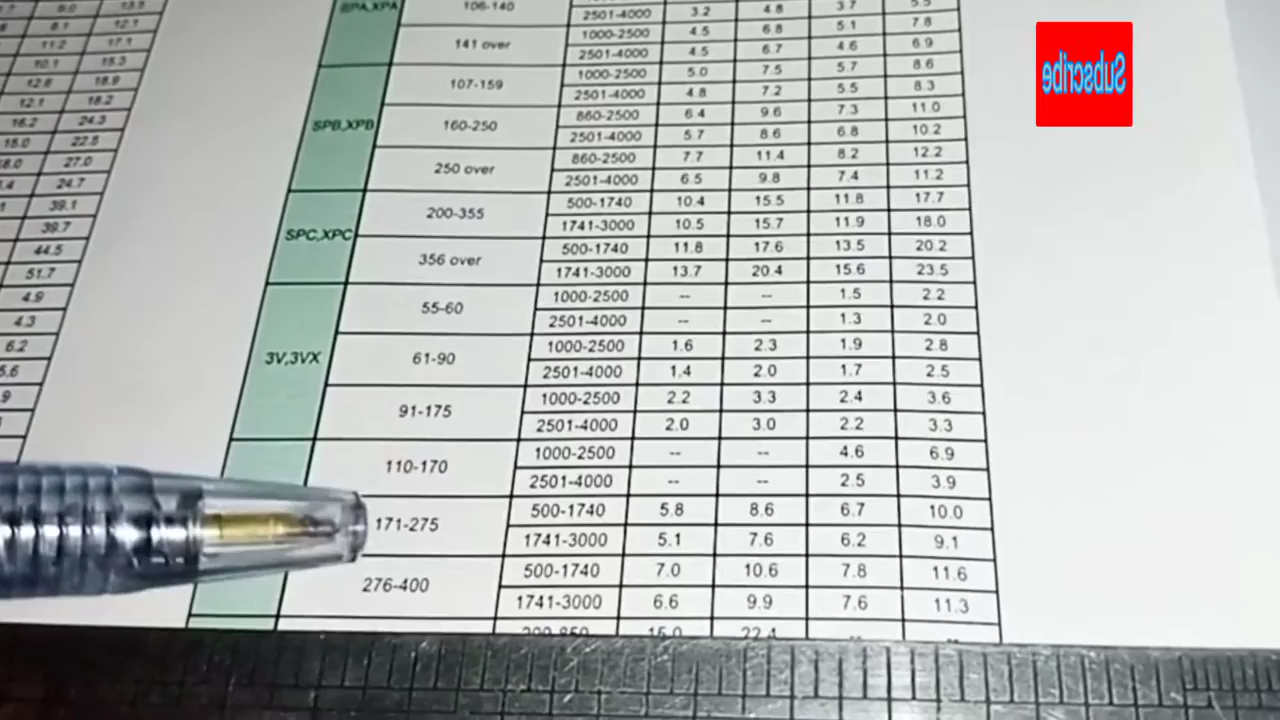 SPA,XPA 106-140
2501-4000 3.2 4.8 3.7 5.5
141 over 1000-2500 4.5 6.8 5.1 7.8
2501-4000 4.5 6.7 4.6 6.9
SPB,XPB 107-159 1000-2500 5.0 7.5 5.7 8.6
2501-4000 4.8 7.2 5.5 8.3
160-250 860-2500 6.4 9.6 7.3 11.0
2501-4000 5.7 8.6 6.8 10.2
250 over 860-2500 7.7 11.4 8.2 12.2
2501-4000 6.5 9.8 7.4 11.2
SPC,XPC 200-355 500-1740 10.4 15.5 11.8 17.7
1741-3000 10.5 15.7 11.9 18.0
356 over 500-1740 11.8 17.6 13.5 20.2
1741-3000 13.7 20.4 15.6 23.5
3V,3VX 55-60 1000-2500 -- -- 1.5 2.2
2501-4000 -- -- 1.3 2.0
61-90 1000-2500 1.6 2.3 1.9 2.8
2501-4000 1.4 2.0 1.7 2.5
91-175 1000-2500 2.2 3.3 2.4 3.6
2501-4000 2.0 3.0 2.2 3.3
110-170 1000-2500 -- -- 4.6 6.9
2501-4000 -- -- 2.5 3.9
171-275 500-1740 5.8 8.6 6.7 10.0
1741-3000 5.1 7.6 6.2 9.1
276-400 500-1740 7.0 10.6 7.8 11.6
1741-3000 6.6 9.9 7.6 11.3
200-850 15.0 22.4 -- --
8.1 12.1
11.2 17.1
10.1 15.3
12.6 18.9
12.1 18.2
16.2 24.3
15.0 22.5
27.0
24.7
39.1
39.7
44.5
51.7
4.9
4.3
6.2
Subscribe